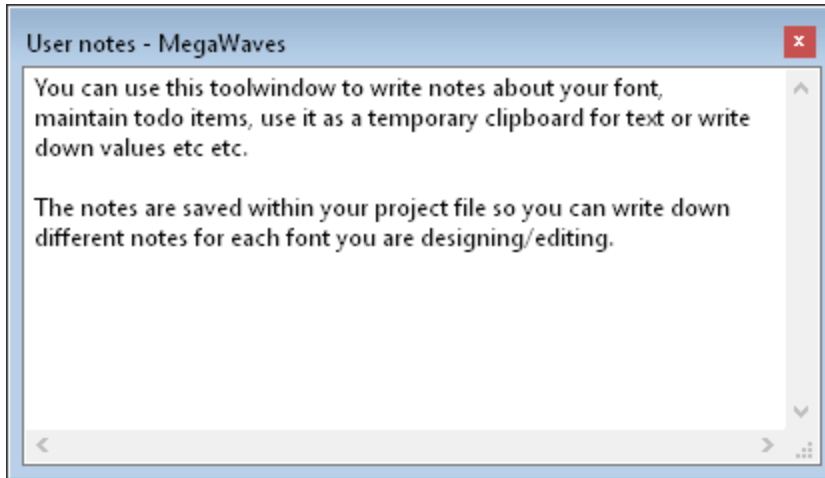 User notes - MegaWaves
x
You can use this toolwindow to write notes about your font,
maintain todo items, use it as a temporary clipboard for text or write
down values etc etc.
The notes are saved within your project file so you can write down
different notes for each font you are designing/editing.